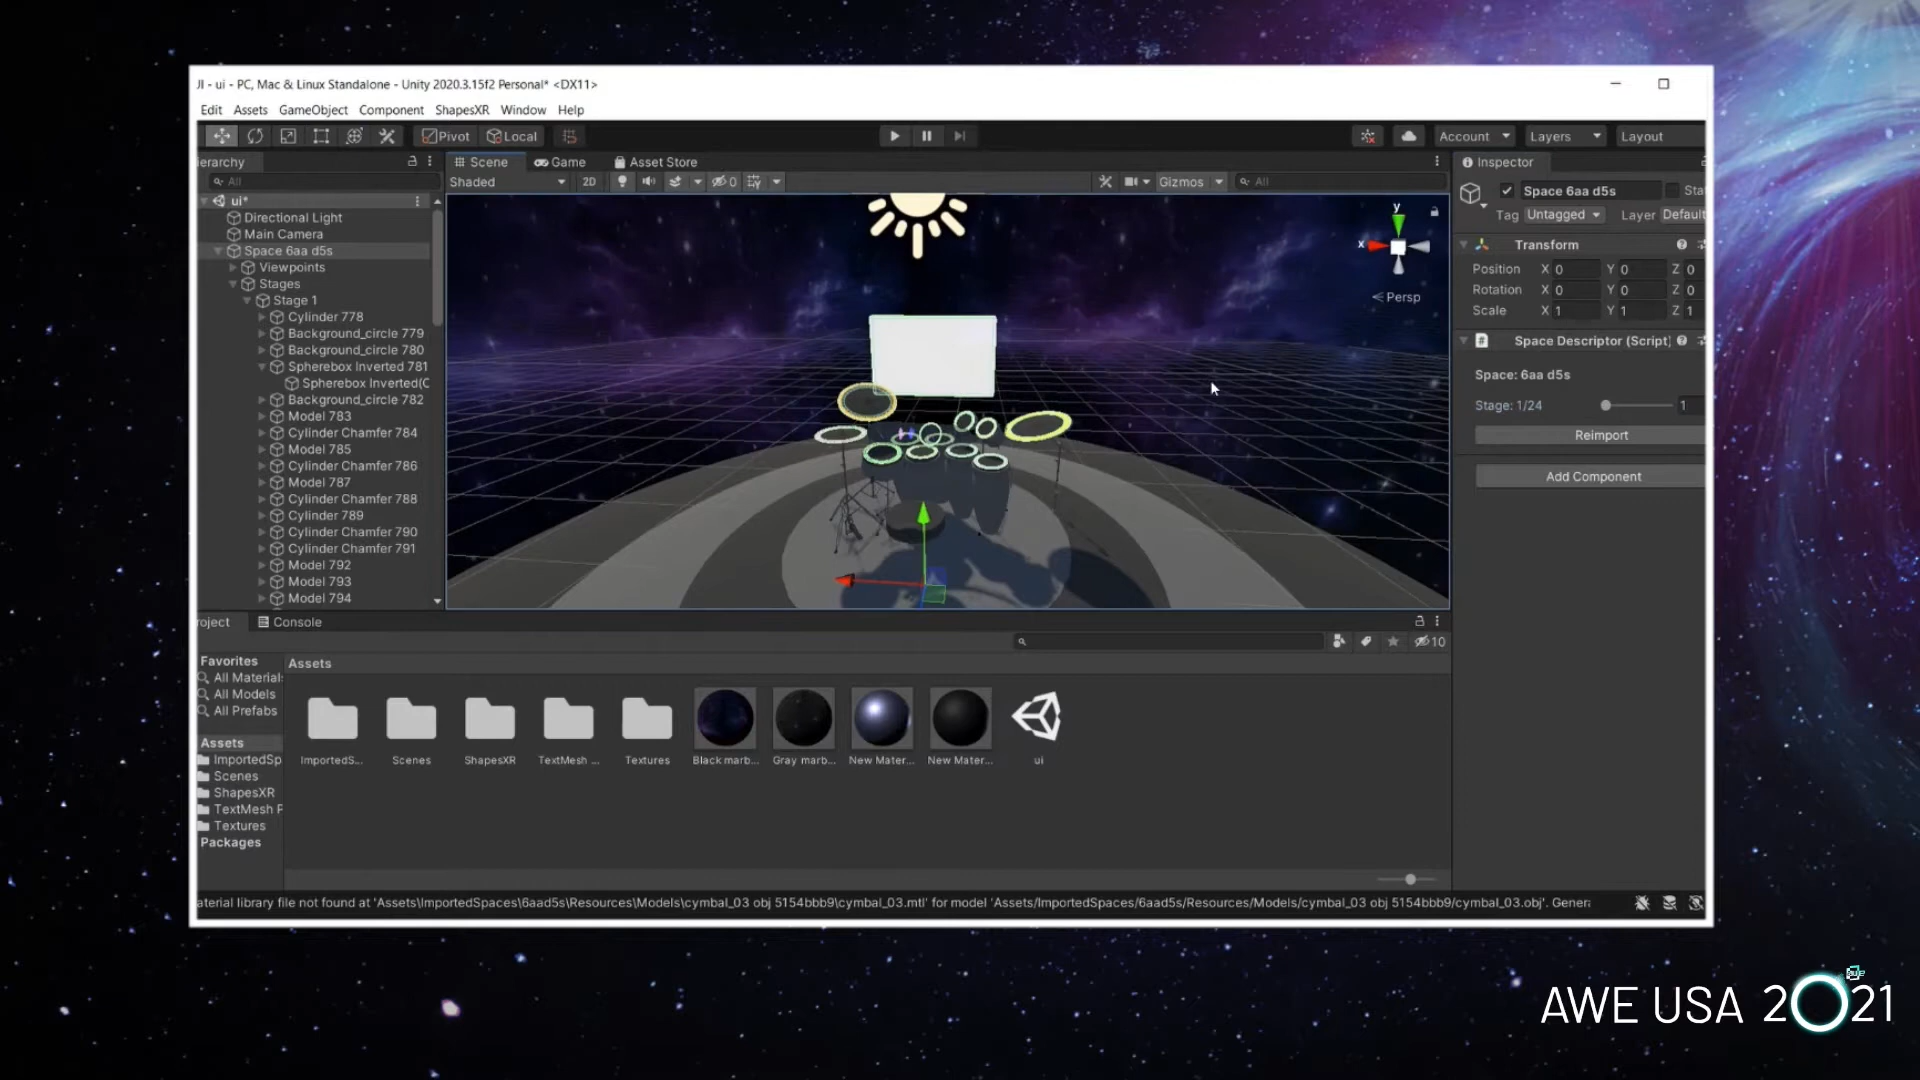 JI - ui - PC, Mac & Linux Standalone - Unity 2020.3.15f2 Personal* <DX11>
Edit Assets GameObject Component ShapesXR Window Help
Pivot Local Account Layers Layout
erarchy Scene Game Asset Store Inspector
All Shaded 2D 0 Gizmos All
ui*
Directional Light
Main Camera
Space 6aa d5s
Viewpoints
Stages
Stage 1
Cylinder 778
Background_circle 779
Background_circle 780
Spherebox Inverted 781
Spherebox Inverted(C
Background_circle 782
Model 783
Cylinder Chamfer 784
Model 785
Cylinder Chamfer 786
Model 787
Cylinder Chamfer 788
Cylinder 789
Cylinder Chamfer 790
Cylinder Chamfer 791
Model 792
Model 793
Model 794
y
x
Persp
Space 6aa d5s Stat
Tag Untagged Layer Default
Transform
Position X 0 Y 0 Z 0
Rotation X 0 Y 0 Z 0
Scale X 1 Y 1 Z 1
Space Descriptor (Script)
Space: 6aa d5s
Stage: 1/24 1
Reimport
Add Component
roject Console
10
Favorites
All Material
All Models
All Prefabs
Assets
ImportedSp
Scenes
ShapesXR
TextMesh P
Textures
Packages
Assets
ImportedS... Scenes ShapesXR TextMesh ... Textures Black marb... Gray marb... New Mater... New Mater... ui
aterial library file not found at 'Assets\ImportedSpaces\6aad5s\Resources\Models\cymbal_03 obj 5154bbb9\cymbal_03.mtl' for model 'Assets/ImportedSpaces/6aad5s/Resources/Models/cymbal_03 obj 5154bbb9/cymbal_03.obj'. Genera
AWE USA 2021